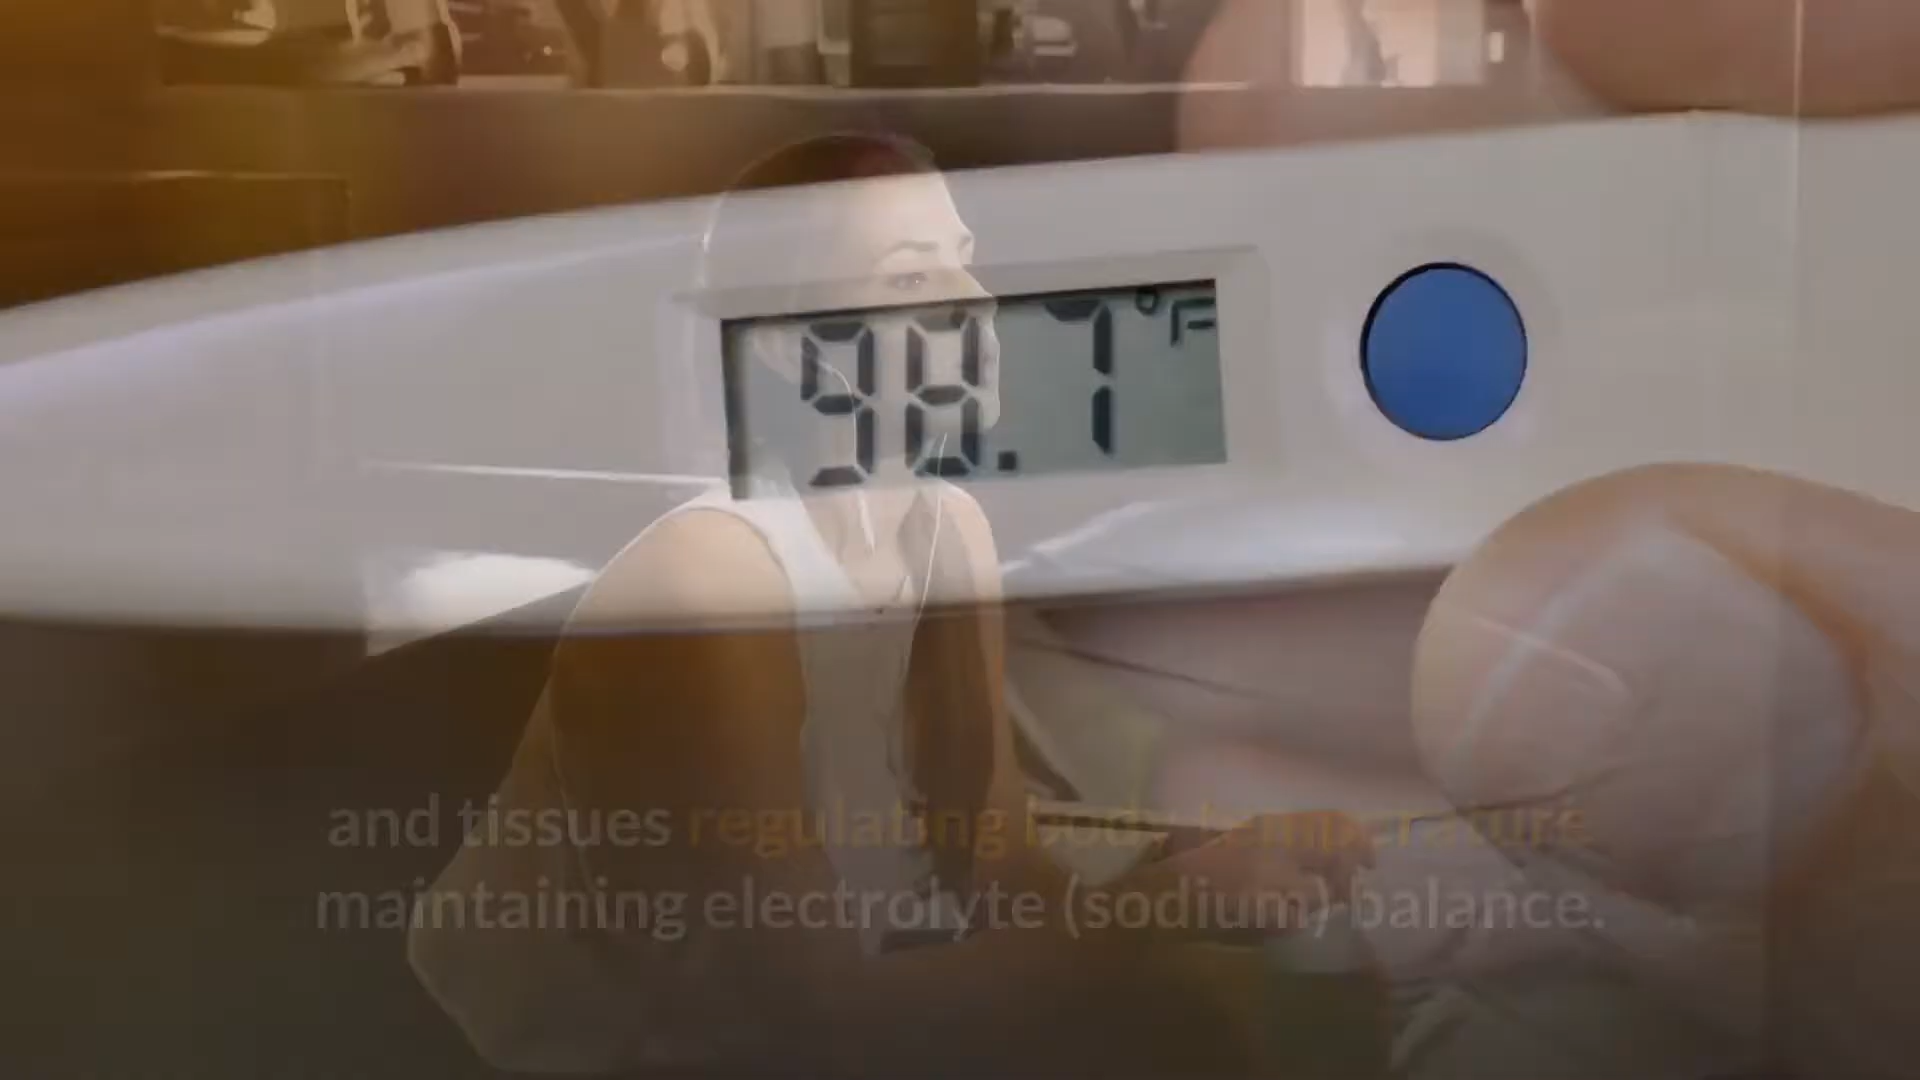 98.7 °F
and tissues regulating body temperature
maintaining electrolyte (sodium) balance.